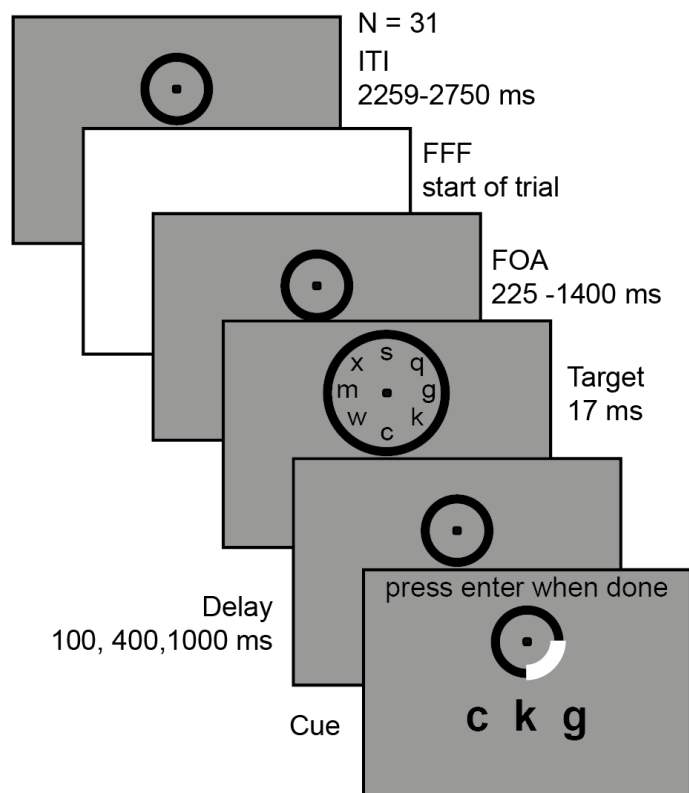 N = 31
ITI
2259-2750 ms
FFF
start of trial
FOA
225 -1400 ms
s
x q
m g
w k
c
Target
17 ms
Delay
100, 400,1000 ms
press enter when done
c k g
Cue